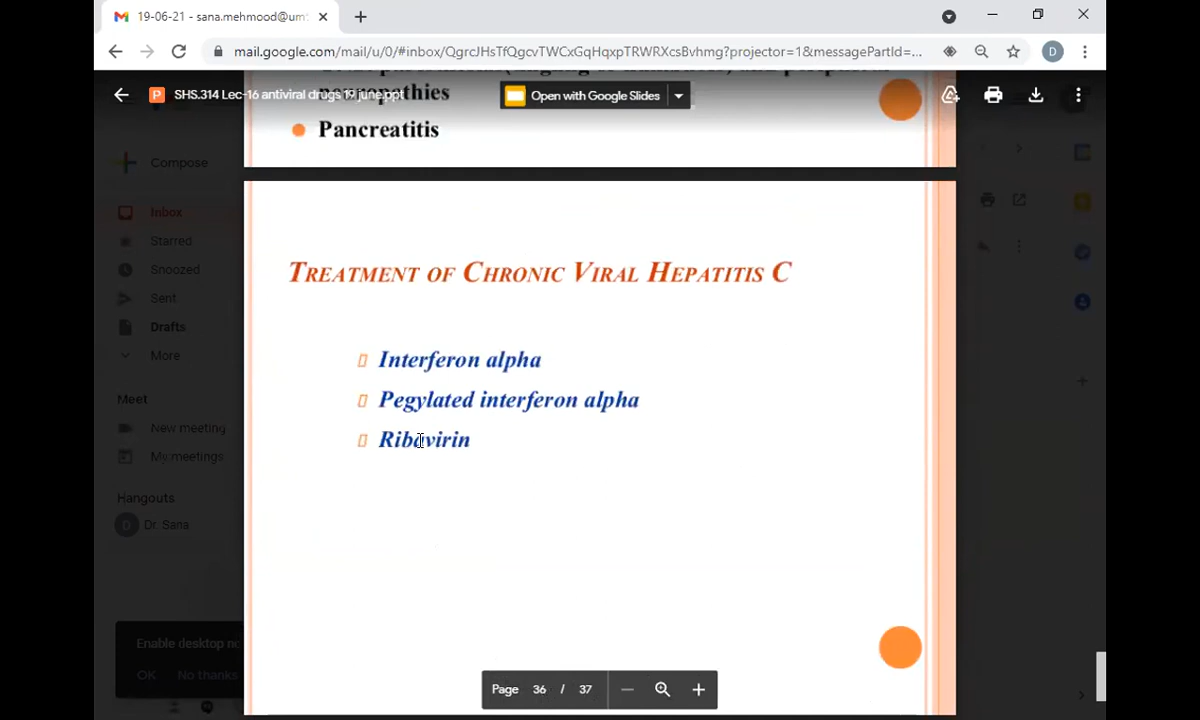 19-06-21 - sana.mehmood@um
mail.google.com/mail/u/0/#inbox/QgrcJHsTfQgcvTWCxGqHqxpTRWRXcsBvhmg?projector=1&messagePartId=...
D
P SHS.314 Lec-16 antiviral drugs 19 june.ppt
Open with Google Slides
Pancreatitis
Compose
Inbox
Starred
Snoozed
Sent
Drafts
More
Meet
New meeting
My meetings
Hangouts
D Dr. Sana
TREATMENT OF CHRONIC VIRAL HEPATITIS C
Interferon alpha
Pegylated interferon alpha
Ribavirin
Enable desktop
OK No thanks
Page 36 / 37